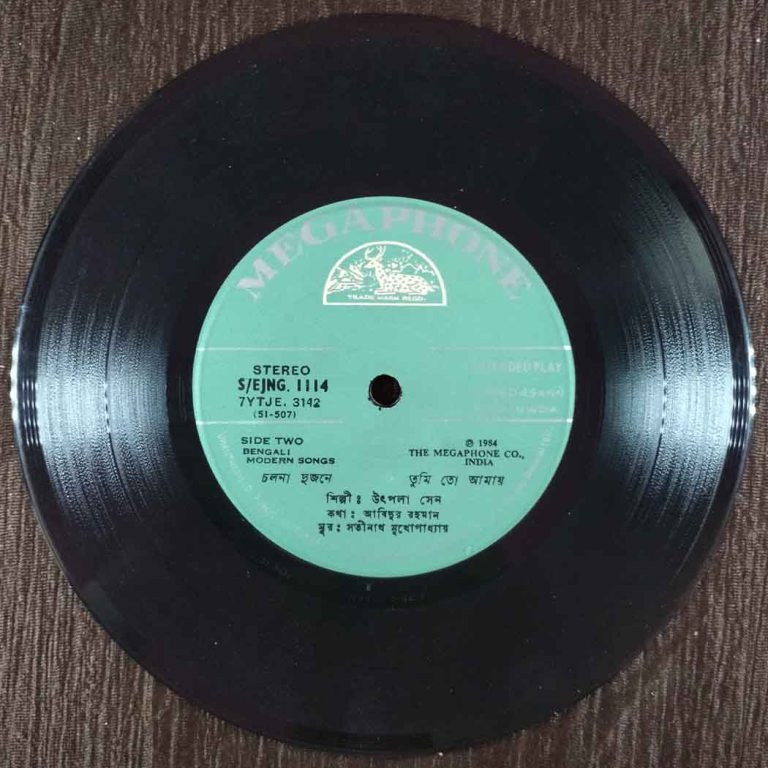 MEGAPHONE
TRADE MARK REGD.
STEREO
S/EJNG. 1114
7YTJE. 3142
(51-507)
EXTENDED PLAY
SIDE TWO
BENGALI
MODERN SONGS
℗ 1984
THE MEGAPHONE CO.,
INDIA
চলনা দুজনে তুমি তো আমায়
শিল্পী : উৎপলা সেন
কথা : আবিদুর রহমান
সুর : সতীনাথ মুখোপাধ্যায়